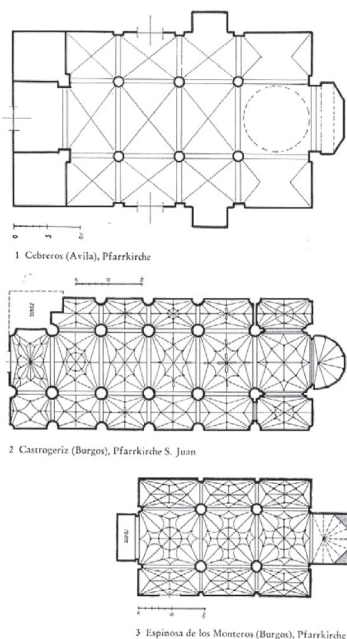 1 Cebreros (Avila), Pfarrkirche
2 Castrogeriz (Burgos), Pfarrkirche S. Juan
3 Espinosa de los Monteros (Burgos), Pfarrkirche